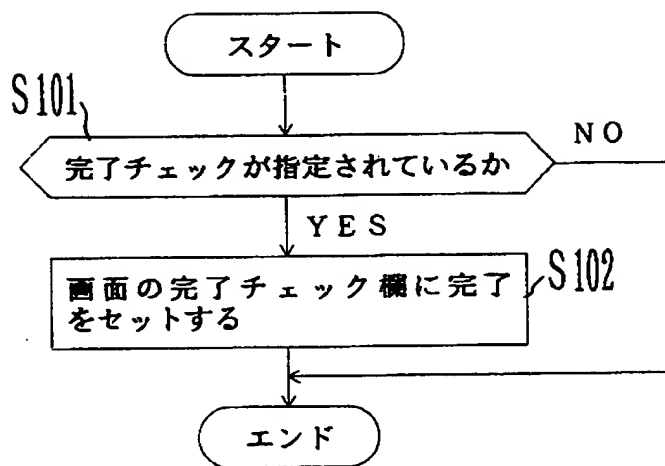 スタート
S101
完了チェックが指定されているか
NO
YES
画面の完了チェック欄に完了
をセットする
S102
エンド